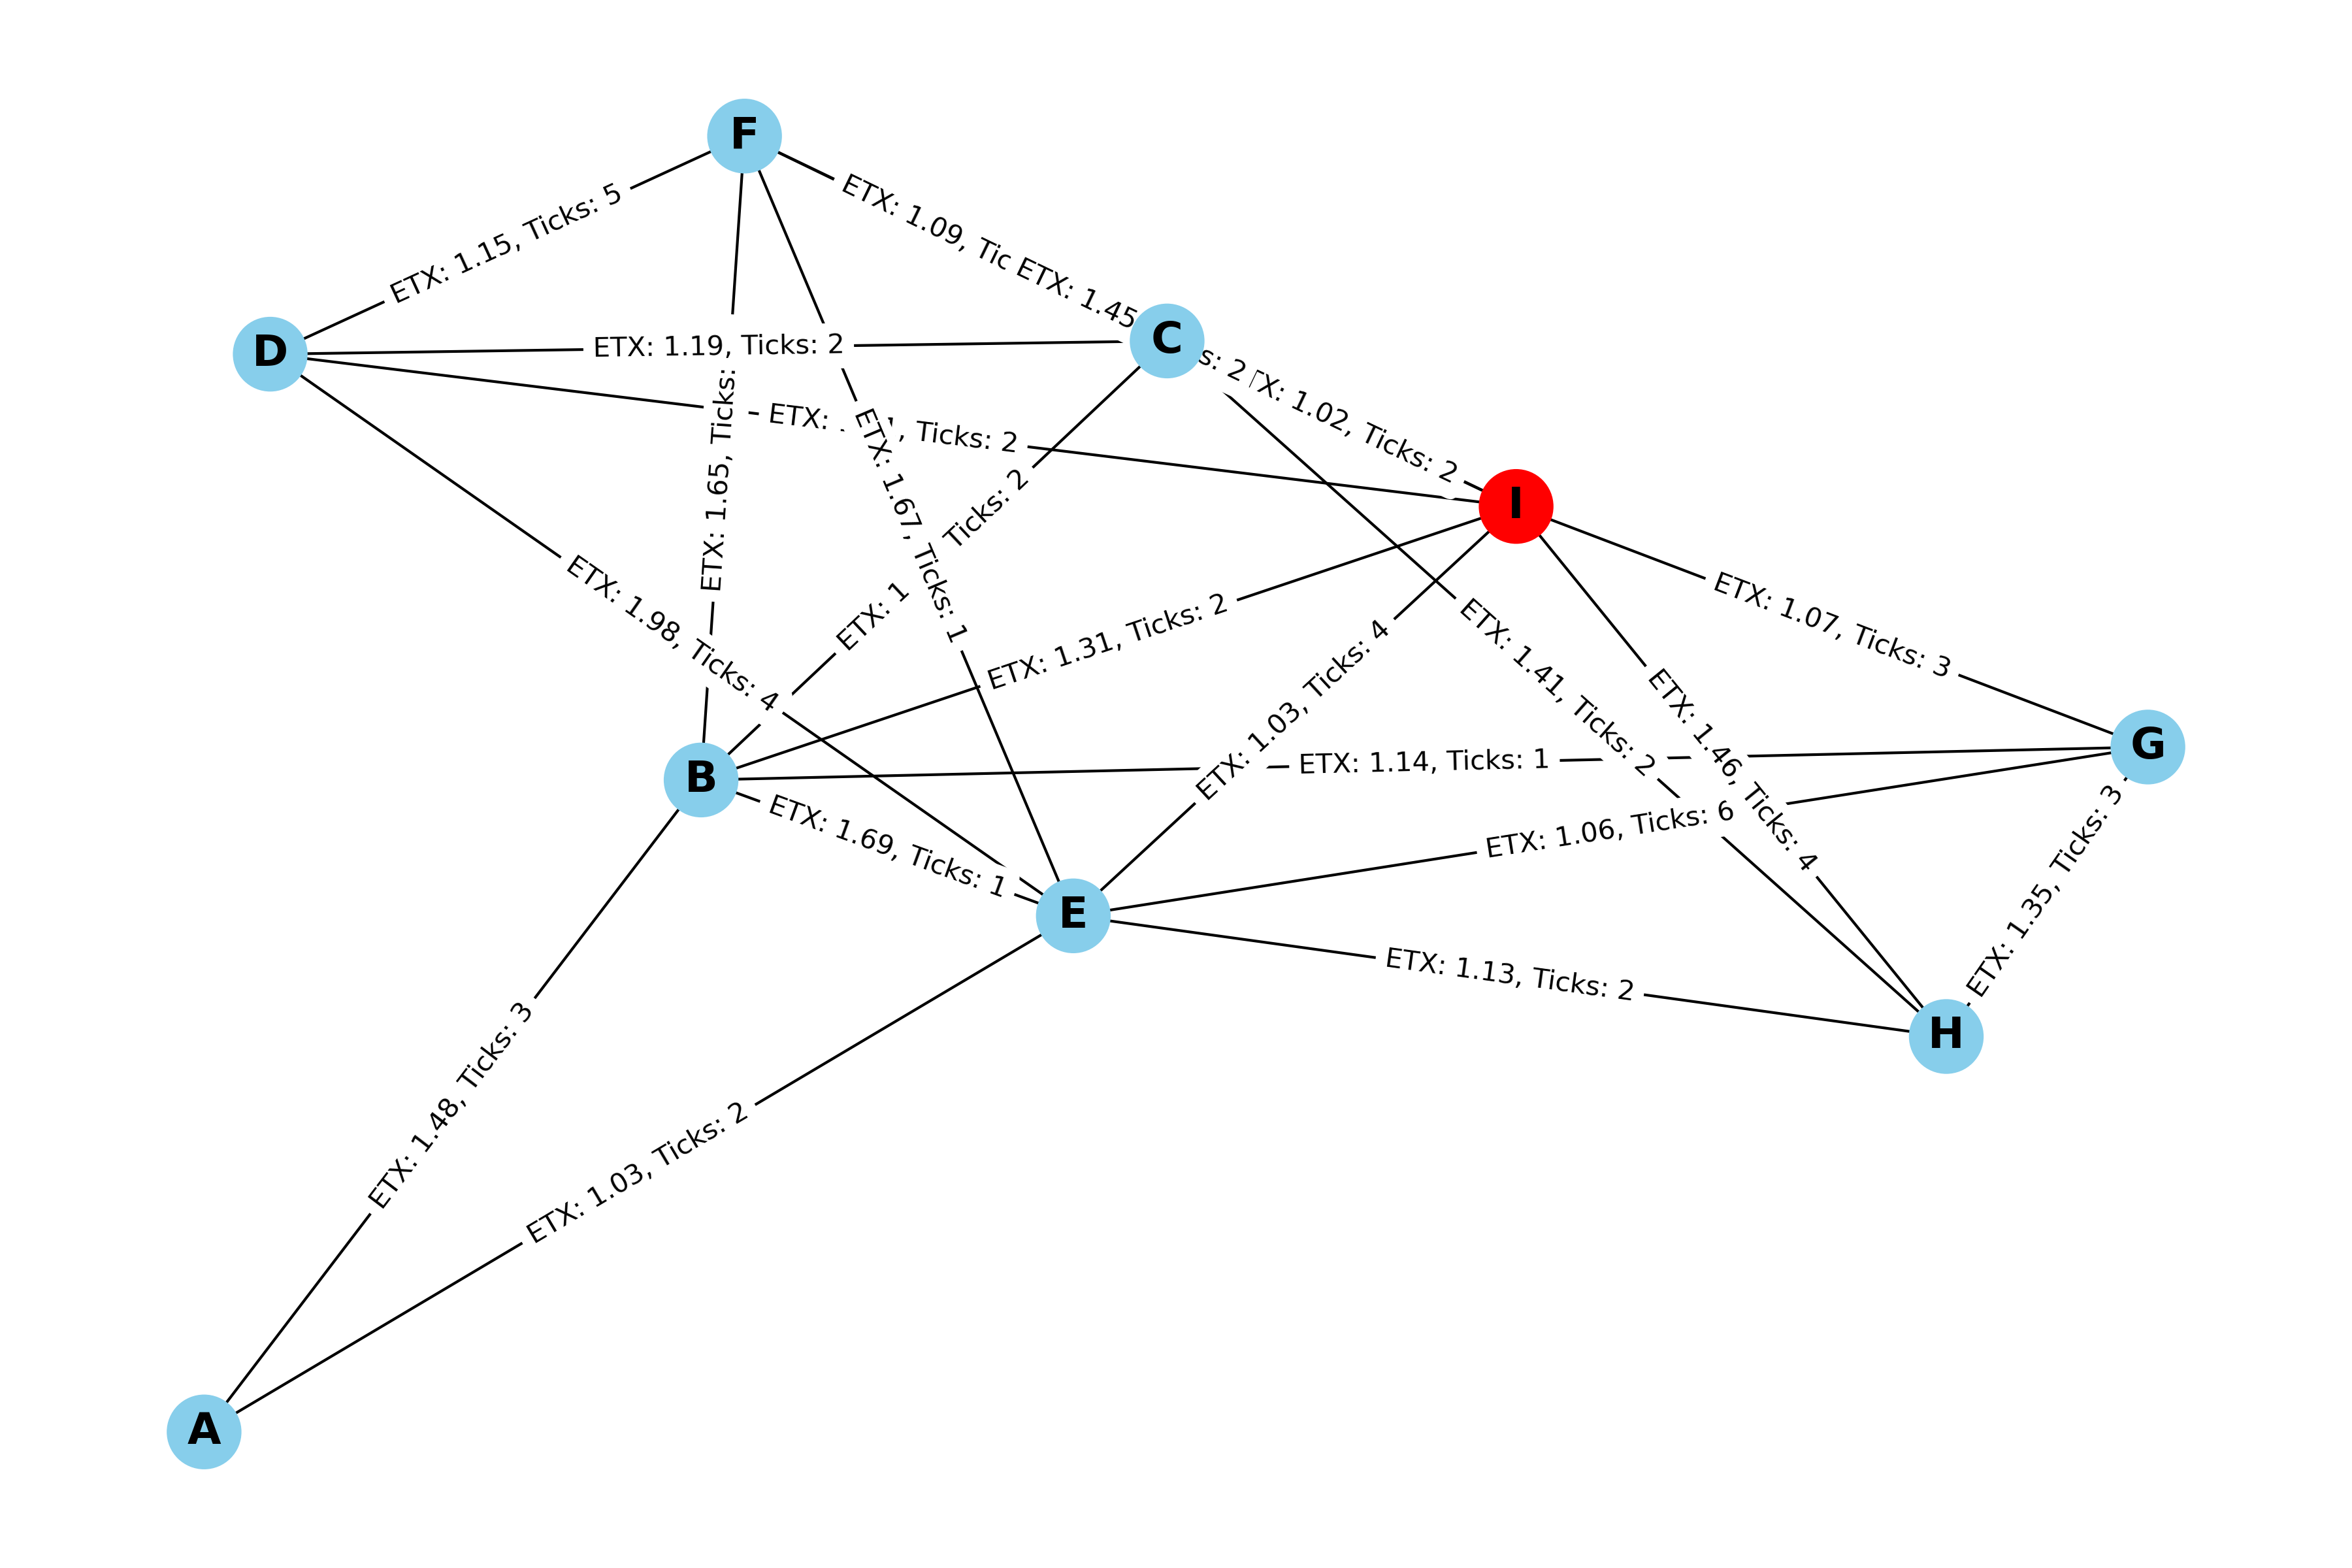 F
ETX: 1.15, Ticks: 5
ETX: 1.09, Tic
ETX: 1.45
C
D
ETX: 1.19, Ticks: 2
s: 2
X: 1.02, Ticks: 2
ETX:
, Ticks: 2
ETX: 1.65, Ticks:
ETX: 1.67, Ticks: 1
ETX: 1
Ticks: 2
I
ETX: 1.98, Ticks: 4
ETX: 1.31, Ticks: 2
ETX: 1.03, Ticks: 4
ETX: 1.41, Ticks: 2
ETX: 1.46, Ticks: 4
ETX: 1.07, Ticks: 3
B
ETX: 1.14, Ticks: 1
G
ETX: 1.69, Ticks: 1
ETX: 1.06, Ticks: 6
E
ETX: 1.35, Ticks: 3
ETX: 1.13, Ticks: 2
H
ETX: 1.48, Ticks: 3
ETX: 1.03, Ticks: 2
A